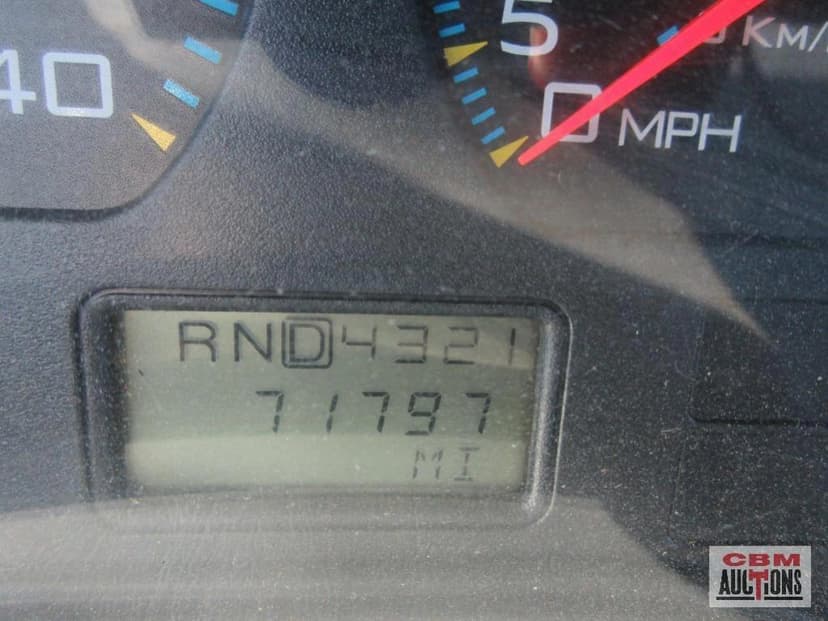 40
5
Km/
0 MPH
RND4321
71797
MI
CBM
AUCTIONS